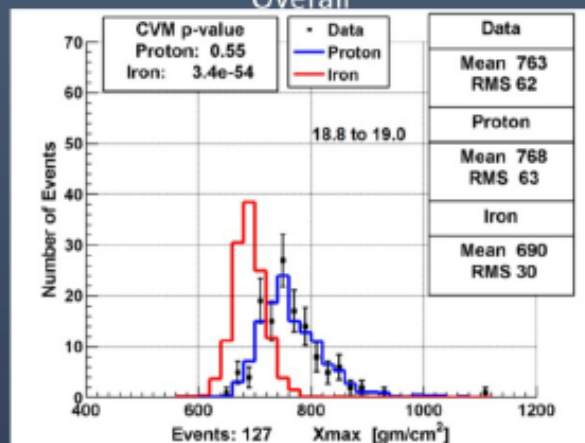 Overall
CVM p-value
Proton: 0.55
Iron: 3.4e-54
Data
Proton
Iron
18.8 to 19.0
Data
Mean 763
RMS 62
Proton
Mean 768
RMS 63
Iron
Mean 690
RMS 30
Number of Events
70
60
50
40
30
20
10
0
400 600 800 1000 1200
Events: 127 Xmax [gm/cm²]